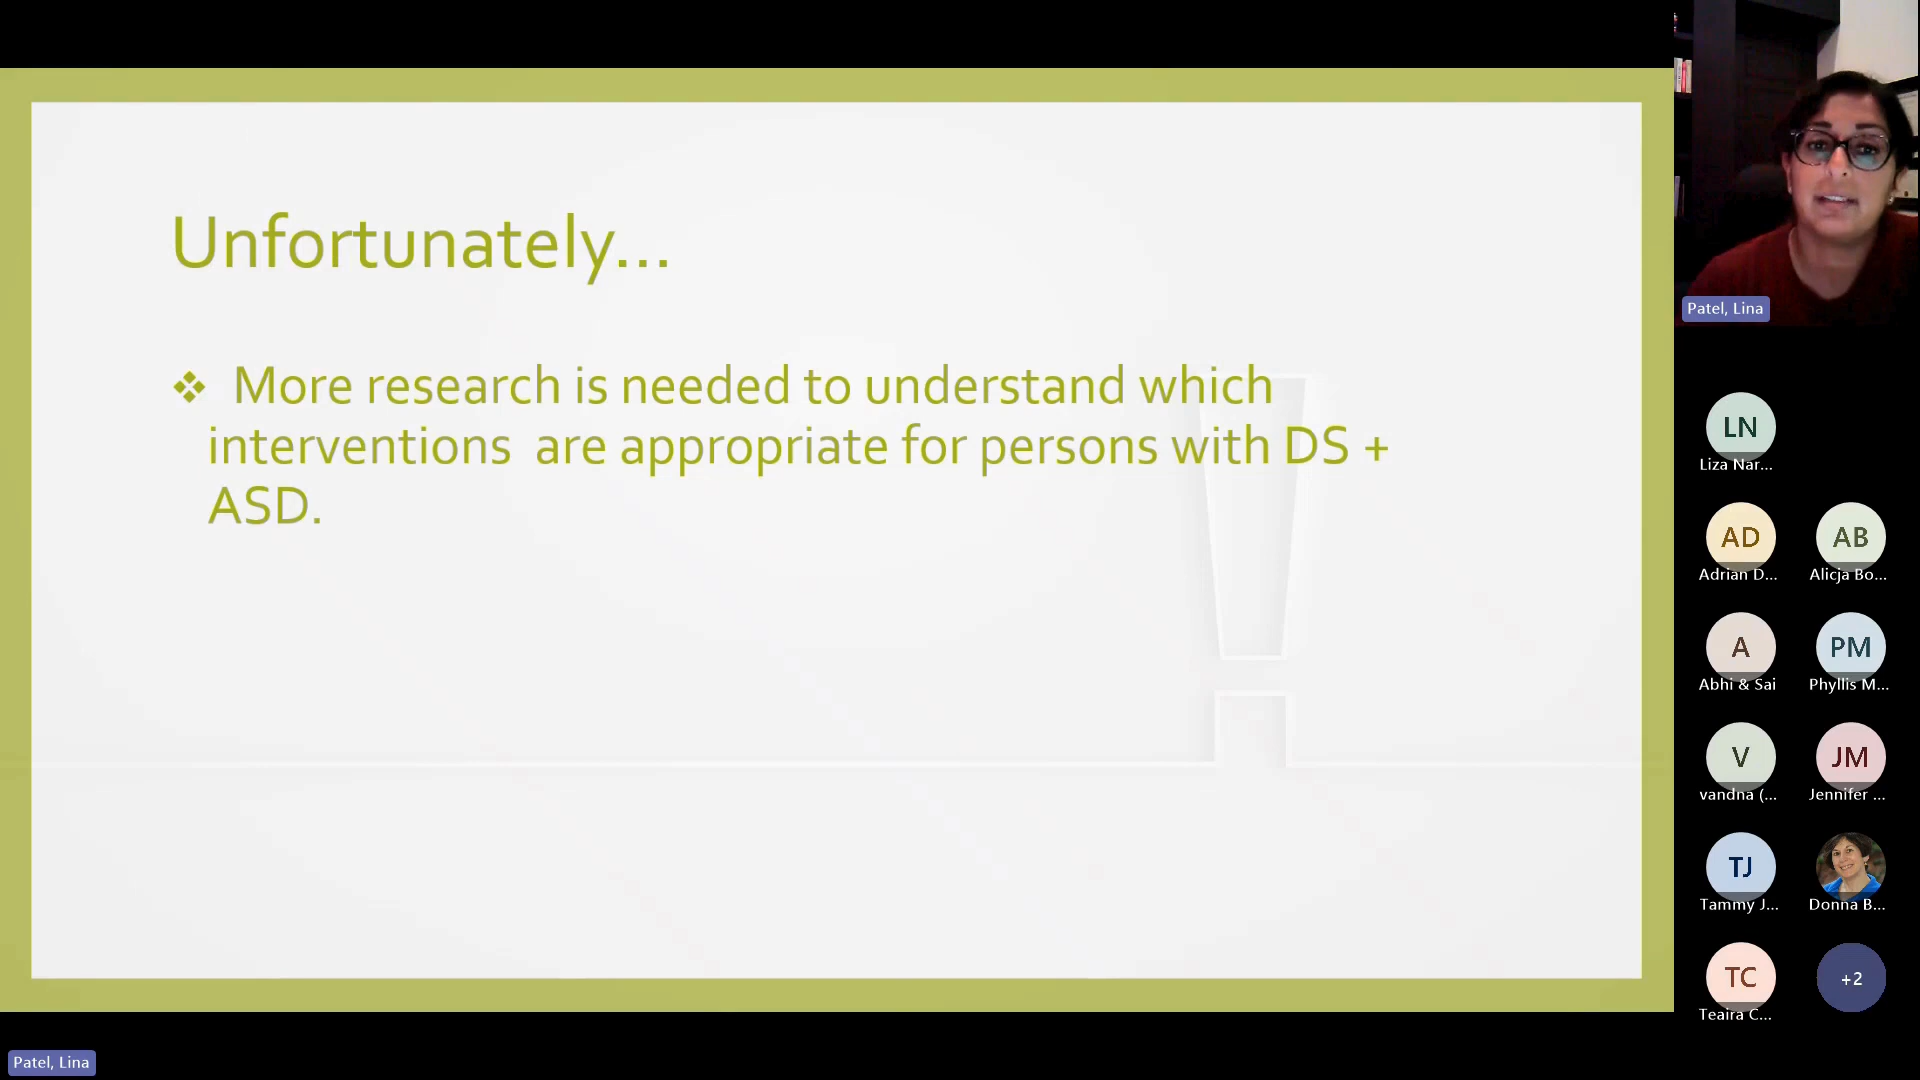 Unfortunately...
❖ More research is needed to understand which
interventions are appropriate for persons with DS +
ASD.
Patel, Lina
LN
Liza Nar...
AD
Adrian D...
AB
Alicja Bo...
A
Abhi & Sai
PM
Phyllis M...
V
vandna (...
JM
Jennifer ...
TJ
Tammy J...
Donna B...
TC
Teaira C...
+2
Patel, Lina